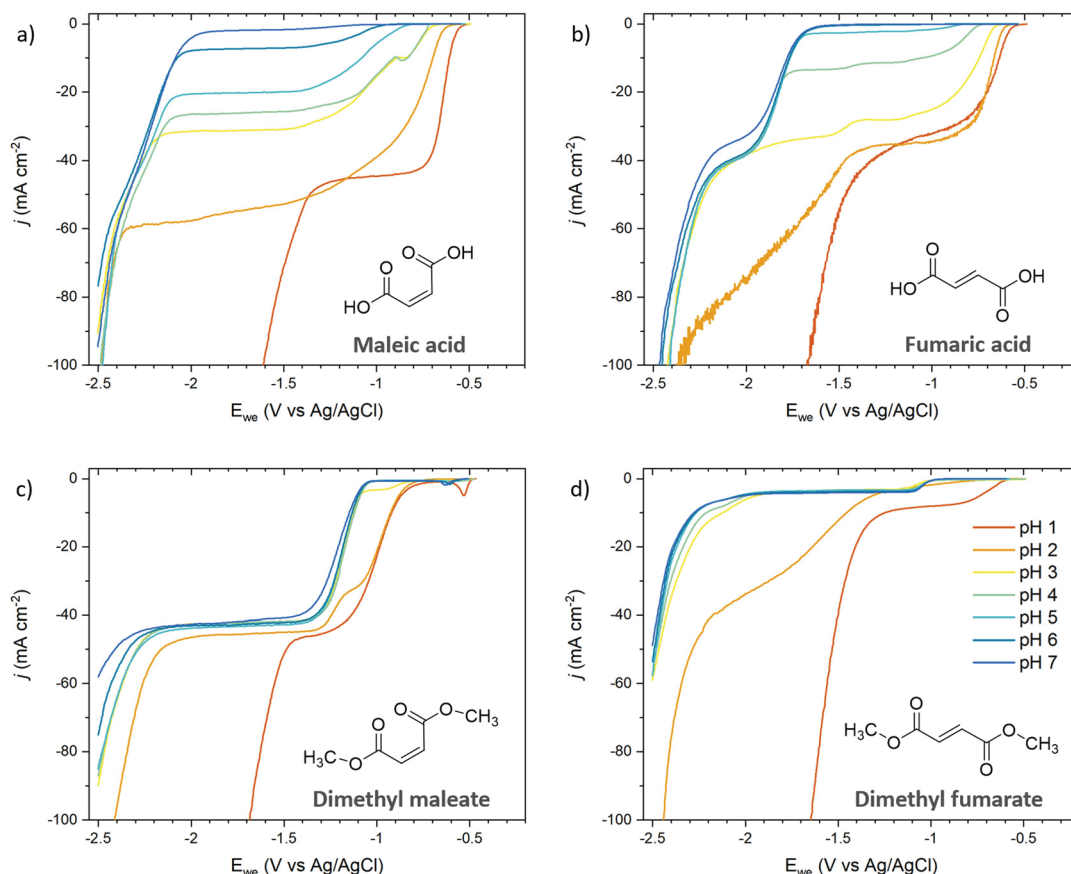 a)
0
-20
-40
-60
-80
-100
j (mA cm⁻²)
-2.5 -2 -1.5 -1 -0.5
E_we (V vs Ag/AgCl)
O
OH
O
HO
Maleic acid
b)
0
-20
-40
-60
-80
-100
j (mA cm⁻²)
-2.5 -2 -1.5 -1 -0.5
E_we (V vs Ag/AgCl)
O
OH
HO
O
Fumaric acid
c)
0
-20
-40
-60
-80
-100
j (mA cm⁻²)
-2.5 -2 -1.5 -1 -0.5
E_we (V vs Ag/AgCl)
O
O
CH₃
O
H₃C
O
Dimethyl maleate
d)
0
-20
-40
-60
-80
-100
j (mA cm⁻²)
-2.5 -2 -1.5 -1 -0.5
E_we (V vs Ag/AgCl)
pH 1
pH 2
pH 3
pH 4
pH 5
pH 6
pH 7
O
H₃C
O
O
CH₃
O
Dimethyl fumarate